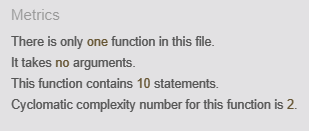 Metrics
There is only one function in this file.
It takes no arguments.
This function contains 10 statements.
Cyclomatic complexity number for this function is 2.